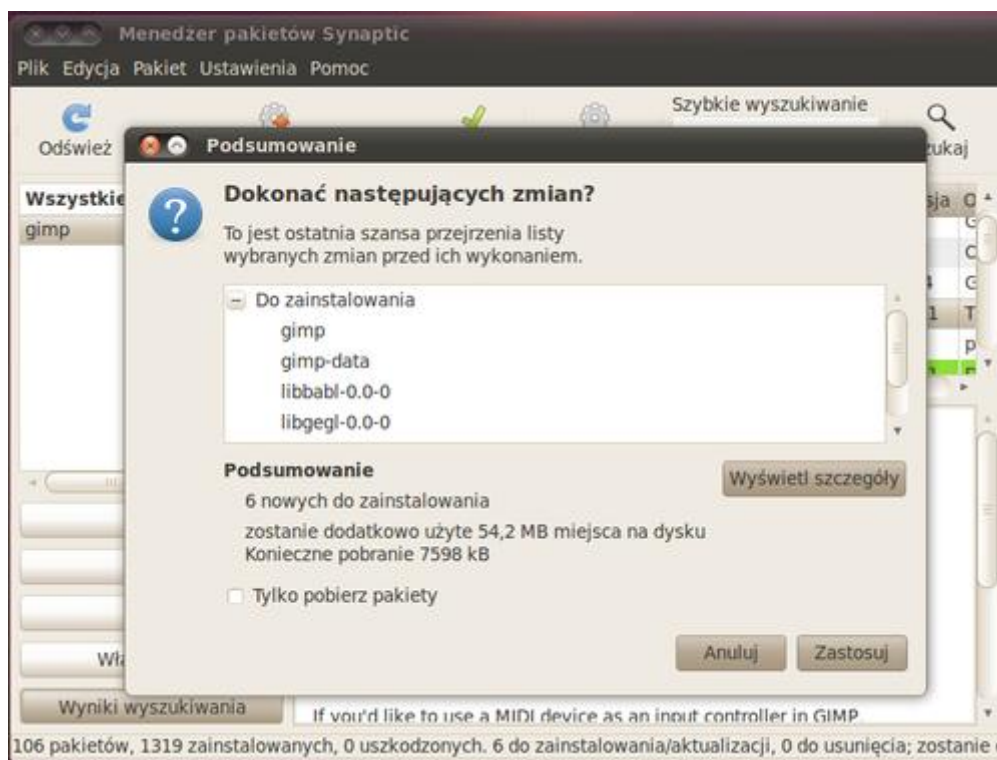 Menedżer pakietów Synaptic
Plik Edycja Pakiet Ustawienia Pomoc
Szybkie wyszukiwanie
Odśwież
Podsumowanie
Wszystkie
gimp
Dokonać następujących zmian?
To jest ostatnia szansa przejrzenia listy
wybranych zmian przed ich wykonaniem.
Do zainstalowania
gimp
gimp-data
libbabl-0.0-0
libgegl-0.0-0
Podsumowanie
Wyświetl szczegóły
6 nowych do zainstalowania
zostanie dodatkowo użyte 54,2 MB miejsca na dysku
Konieczne pobranie 7598 kB
Tylko pobierz pakiety
Anuluj Zastosuj
Wyniki wyszukiwania
If you'd like to use a MIDI device as an input controller in GIMP
106 pakietów, 1319 zainstalowanych, 0 uszkodzonych. 6 do zainstalowania/aktualizacji, 0 do usunięcia; zostanie